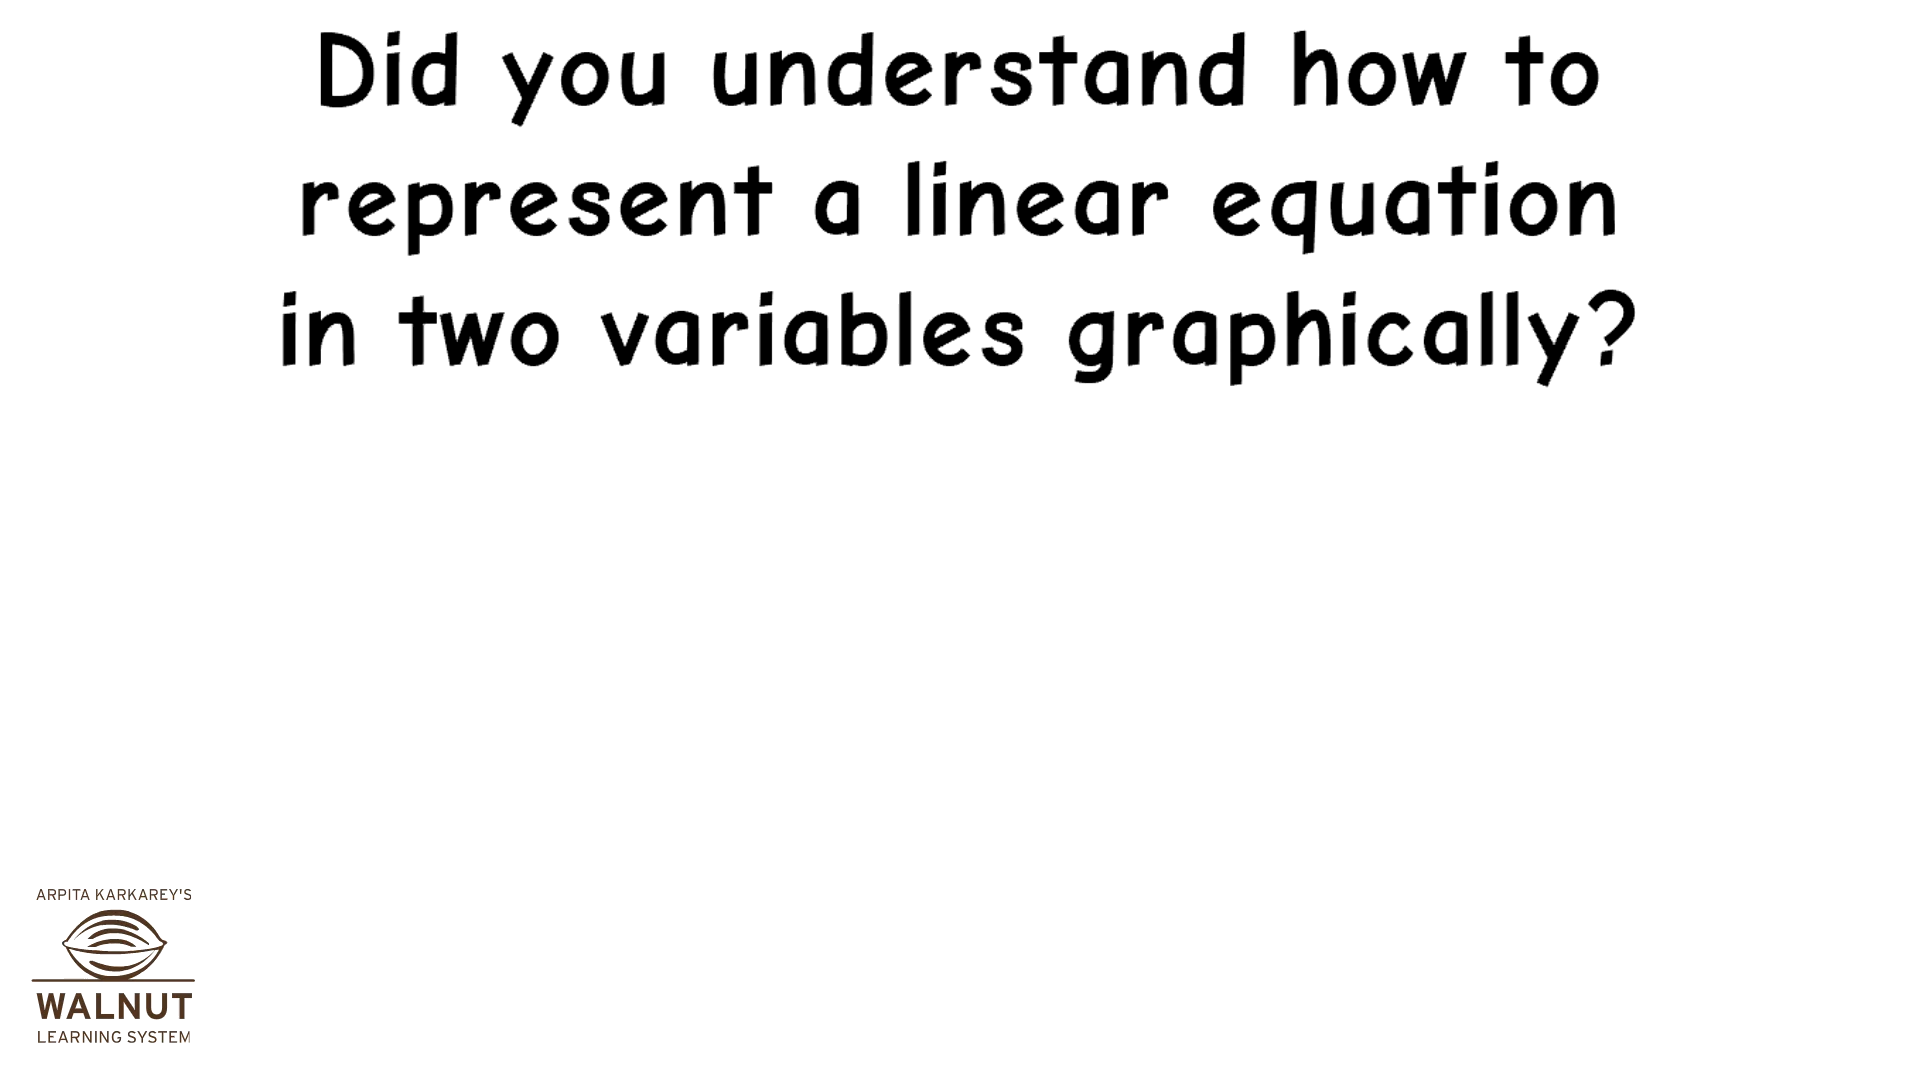 Did you understand how to
represent a linear equation
in two variables graphically?
ARPITA KARKAREY'S
WALNUT
LEARNING SYSTEM